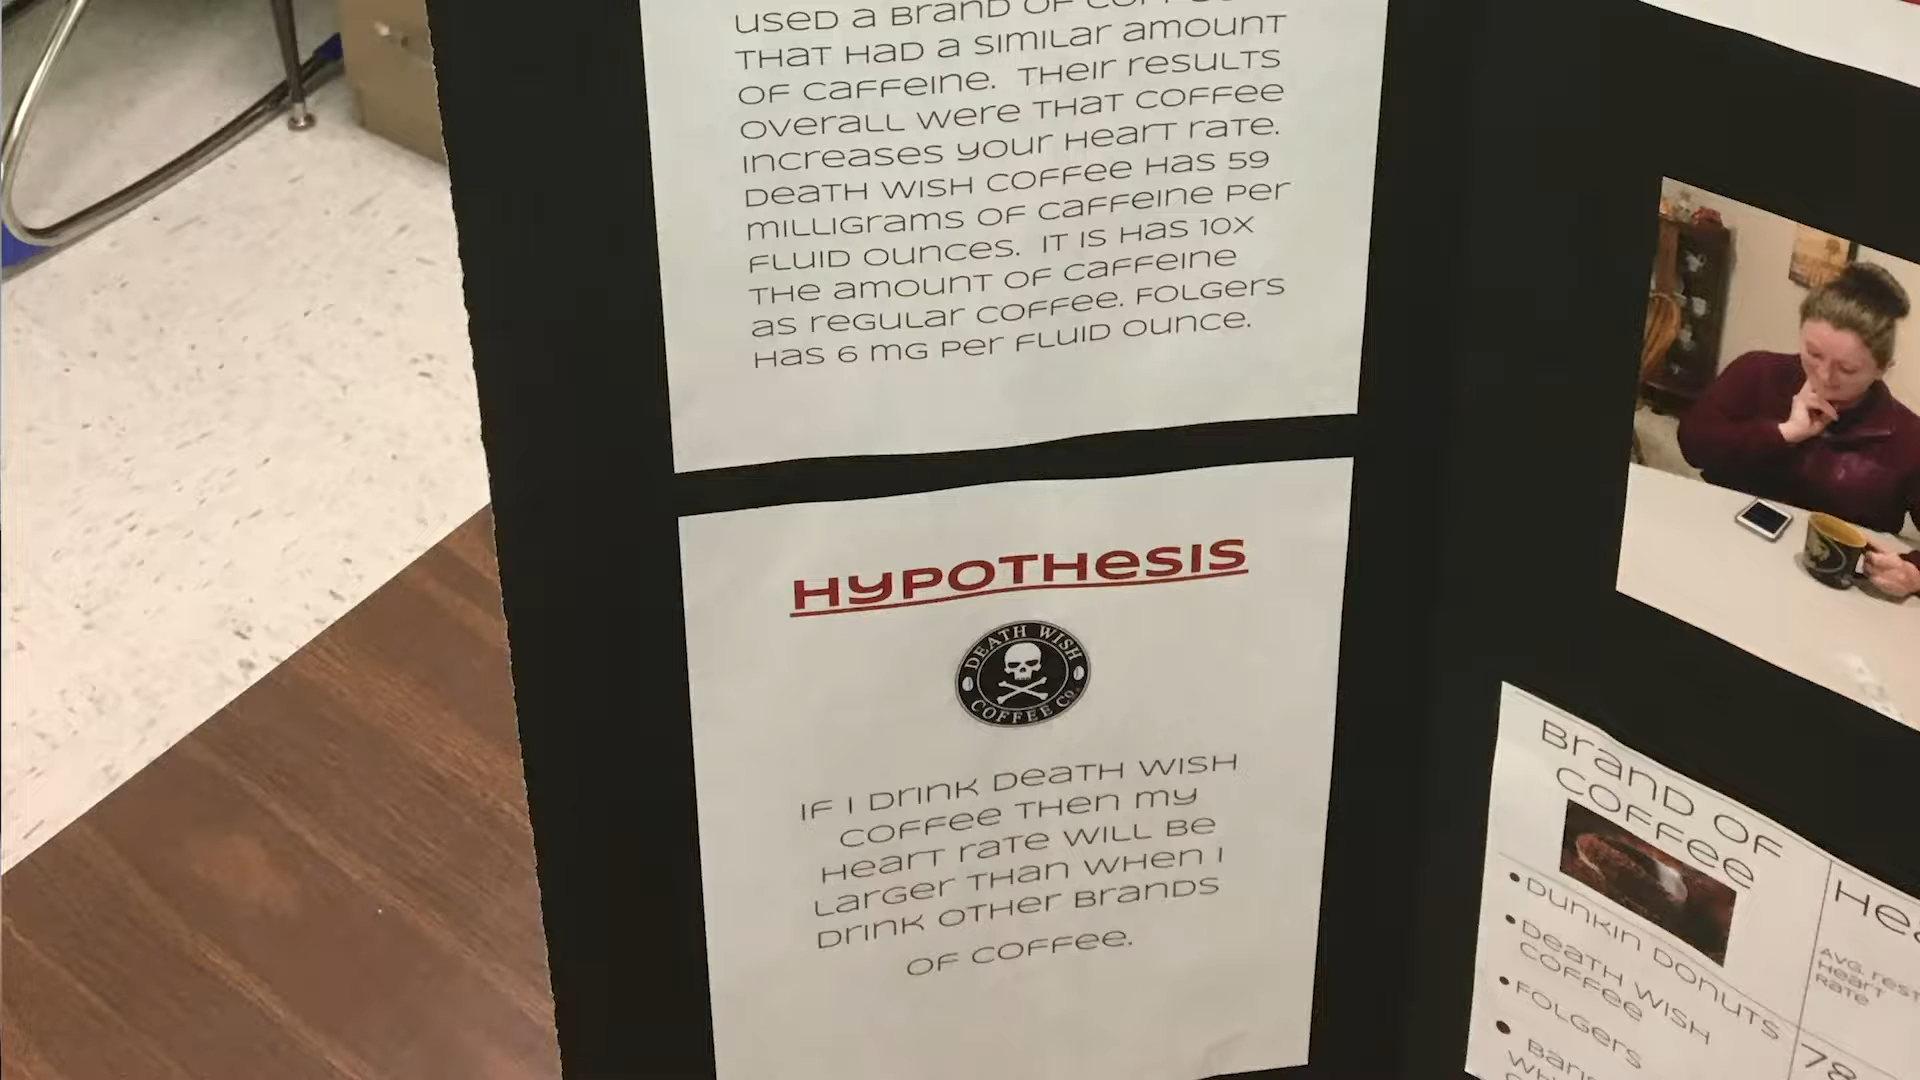 USED A BRAND OF
THAT HAD A SIMILAR AMOUNT
OF CAFFEINE. THEIR RESULTS
OVERALL WERE THAT COFFEE
INCREASES YOUR HEART RATE.
DEATH WISH COFFEE HAS 59
MILLIGRAMS OF CAFFEINE PER
FLUID OUNCES. IT IS HAS 10X
THE AMOUNT OF CAFFEINE
AS REGULAR COFFEE. FOLGERS
HAS 6 MG PER FLUID OUNCE.
HYPOTHESIS
DEATH WISH
COFFEE CO.
IF I DRINK DEATH WISH
COFFEE THEN MY
HEART RATE WILL BE
LARGER THAN WHEN I
DRINK OTHER BRANDS
OF COFFEE.
BRAND OF
COFFEE
• DUNKIN DONUTS
• DEATH WISH
COFFEE
• FOLGERS
AVG.
HEART
RATE
78